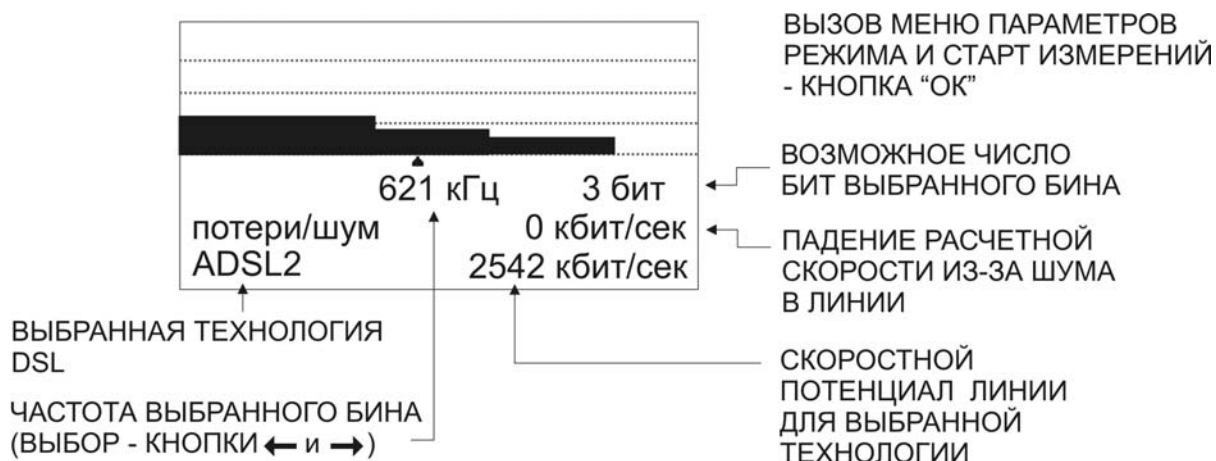 ВЫЗОВ МЕНЮ ПАРАМЕТРОВ
РЕЖИМА И СТАРТ ИЗМЕРЕНИЙ
- КНОПКА “ОК”
621 кГц 3 бит
потери/шум 0 кбит/сек
ADSL2 2542 кбит/сек
ВОЗМОЖНОЕ ЧИСЛО
БИТ ВЫБРАННОГО БИНА
ПАДЕНИЕ РАСЧЕТНОЙ
СКОРОСТИ ИЗ-ЗА ШУМА
В ЛИНИИ
ВЫБРАННАЯ ТЕХНОЛОГИЯ
DSL
ЧАСТОТА ВЫБРАННОГО БИНА
(ВЫБОР - КНОПКИ ← и →)
СКОРОСТНОЙ
ПОТЕНЦИАЛ ЛИНИИ
ДЛЯ ВЫБРАННОЙ
ТЕХНОЛОГИИ